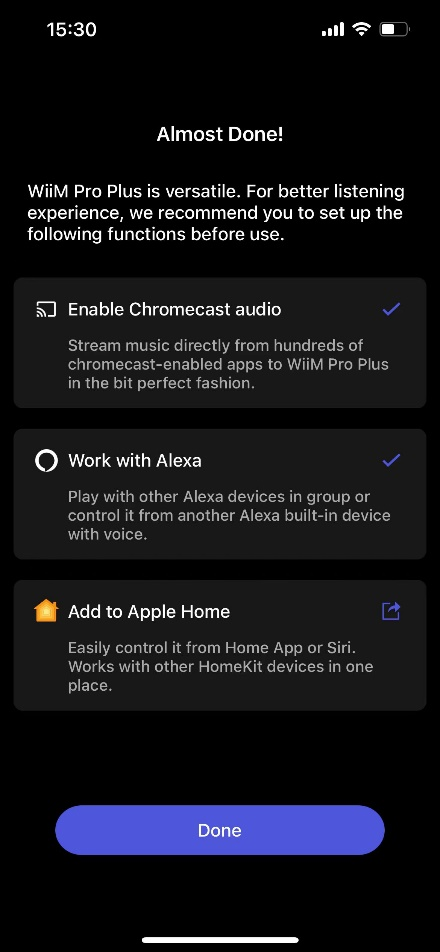 15:30
Almost Done!
WiiM Pro Plus is versatile. For better listening
experience, we recommend you to set up the
following functions before use.
Enable Chromecast audio
Stream music directly from hundreds of
chromecast-enabled apps to WiiM Pro Plus
in the bit perfect fashion.
Work with Alexa
Play with other Alexa devices in group or
control it from another Alexa built-in device
with voice.
Add to Apple Home
Easily control it from Home App or Siri.
Works with other HomeKit devices in one
place.
Done